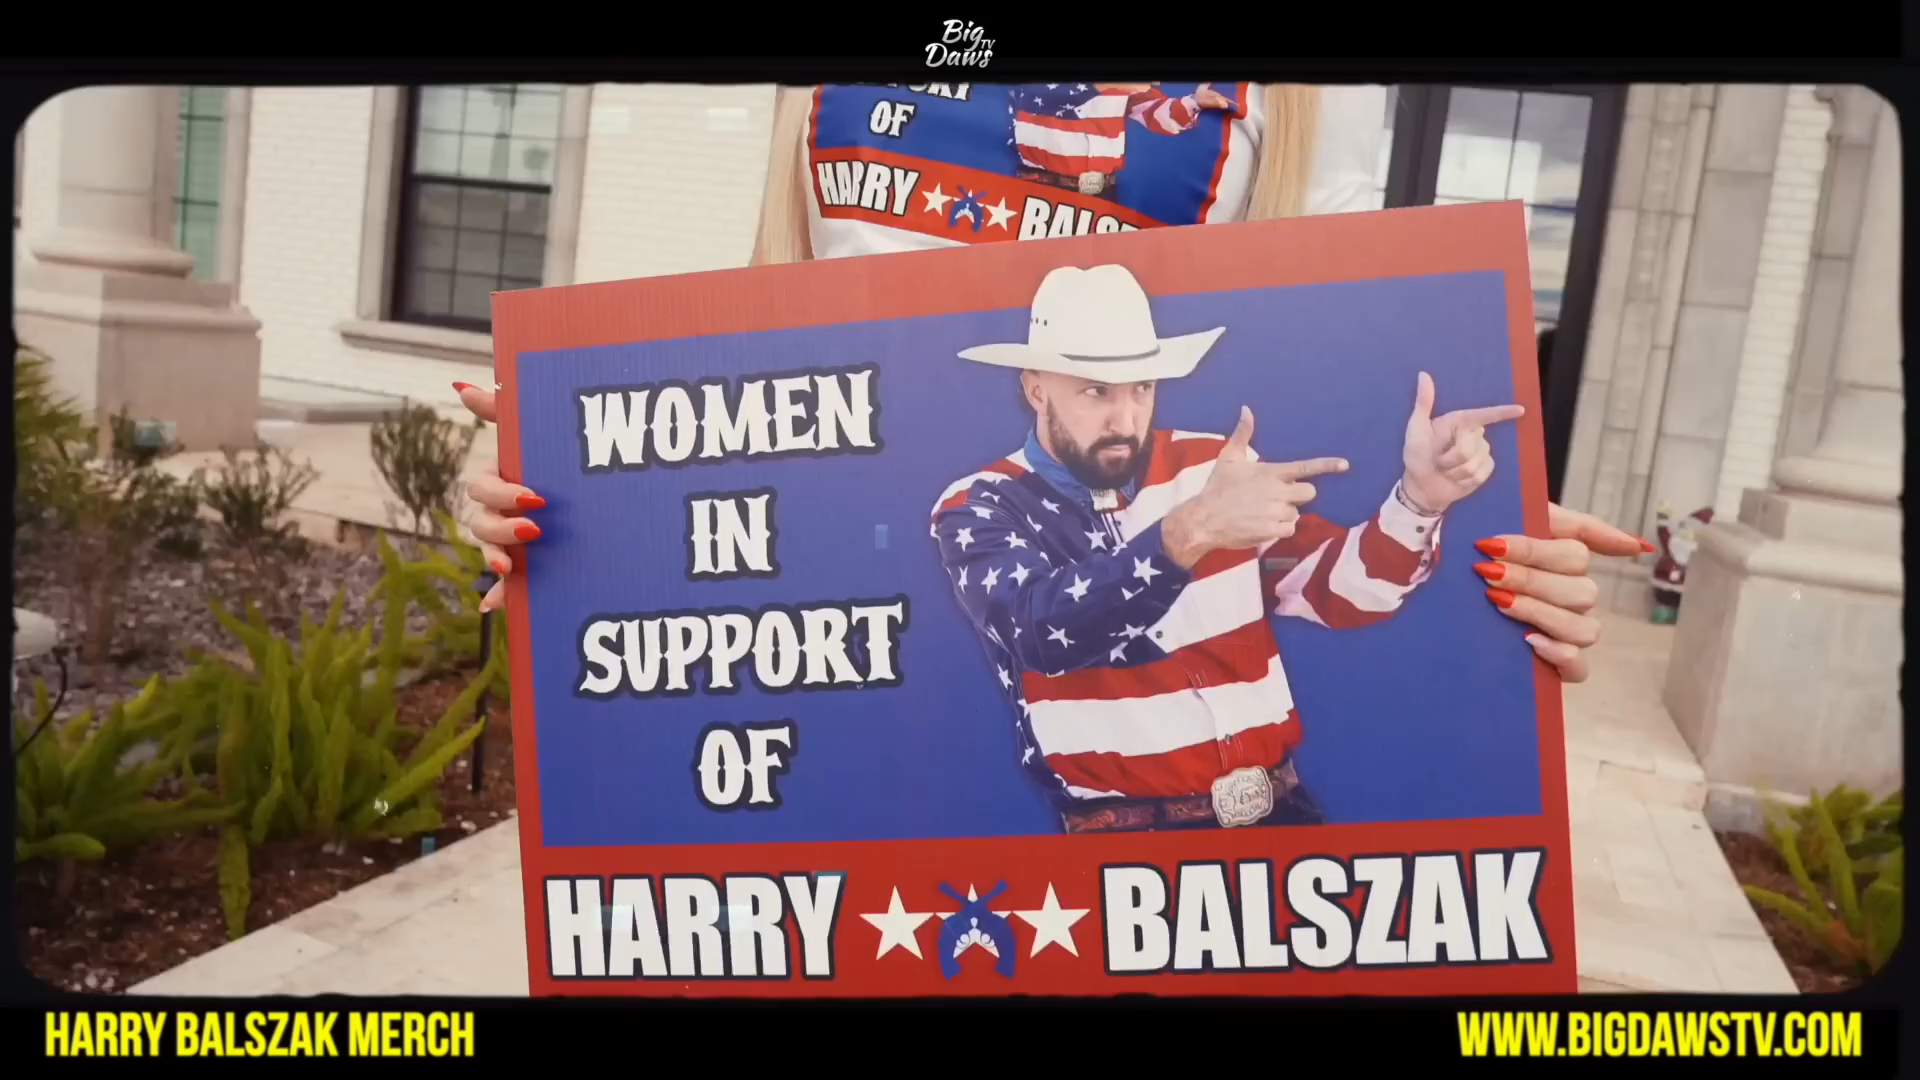 Big
Daws TV
OF
HARRY
WOMEN
IN
SUPPORT
OF
HARRY BALSZAK
HARRY BALSZAK MERCH
WWW.BIGDAWSTV.COM